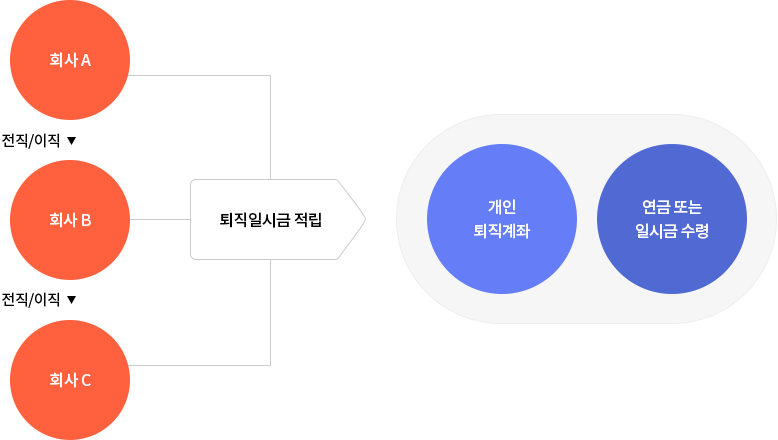 회사 A
전직/이직 ▼
회사 B
전직/이직 ▼
회사 C
퇴직일시금 적립
개인
퇴직계좌
연금 또는
일시금 수령